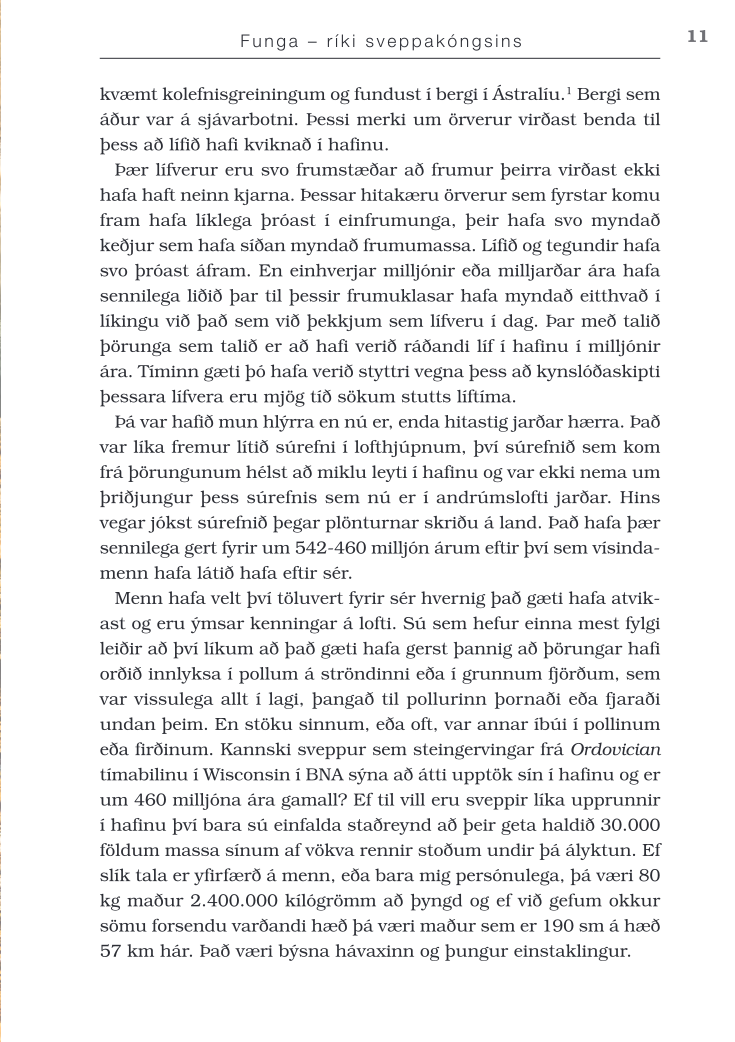 Funga – ríki sveppakóngsins
11
kvæmt kolefnisgreiningum og fundust í bergi í Ástralíu.¹ Bergi sem
áður var á sjávarbotni. Þessi merki um örverur virðast benda til
þess að lífið hafi kviknað í hafinu.
Þær lífverur eru svo frumstæðar að frumur þeirra virðast ekki
hafa haft neinn kjarna. Þessar hitakæru örverur sem fyrstar komu
fram hafa líklega þróast í einfrumunga, þeir hafa svo myndað
keðjur sem hafa síðan myndað frumumassa. Lífið og tegundir hafa
svo þróast áfram. En einhverjar milljónir eða milljarðar ára hafa
sennilega liðið þar til þessir frumuklasar hafa myndað eitthvað í
líkingu við það sem við þekkjum sem lífveru í dag. Þar með talið
þörunga sem talið er að hafi verið ráðandi líf í hafinu í milljónir
ára. Tíminn gæti þó hafa verið styttri vegna þess að kynslóðaskipti
þessara lífvera eru mjög tíð sökum stutts líftíma.
Þá var hafið mun hlýrra en nú er, enda hitastig jarðar hærra. Það
var líka fremur lítið súrefni í lofthjúpnum, því súrefnið sem kom
frá þörungunum hélst að miklu leyti í hafinu og var ekki nema um
þriðjungur þess súrefnis sem nú er í andrúmslofti jarðar. Hins
vegar jókst súrefnið þegar plönturnar skriðu á land. Það hafa þær
sennilega gert fyrir um 542-460 milljón árum eftir því sem vísinda-
menn hafa látið hafa eftir sér.
Menn hafa velt því töluvert fyrir sér hvernig það gæti hafa atvik-
ast og eru ýmsar kenningar á lofti. Sú sem hefur einna mest fylgi
leiðir að því líkum að það gæti hafa gerst þannig að þörungar hafi
orðið innlyksa í pollum á ströndinni eða í grunnum fjörðum, sem
var vissulega allt í lagi, þangað til pollurinn þornaði eða fjaraði
undan þeim. En stöku sinnum, eða oft, var annar íbúi í pollinum
eða firðinum. Kannski sveppur sem steingervingar frá Ordovician
tímabilinu í Wisconsin í BNA sýna að átti upptök sín í hafinu og er
um 460 milljóna ára gamall? Ef til vill eru sveppir líka upprunnir
í hafinu því bara sú einfalda staðreynd að þeir geta haldið 30.000
földum massa sínum af vökva rennir stoðum undir þá ályktun. Ef
slík tala er yfirfærð á menn, eða bara mig persónulega, þá væri 80
kg maður 2.400.000 kílógrömm að þyngd og ef við gefum okkur
sömu forsendu varðandi hæð þá væri maður sem er 190 sm á hæð
57 km hár. Það væri býsna hávaxinn og þungur einstaklingur.